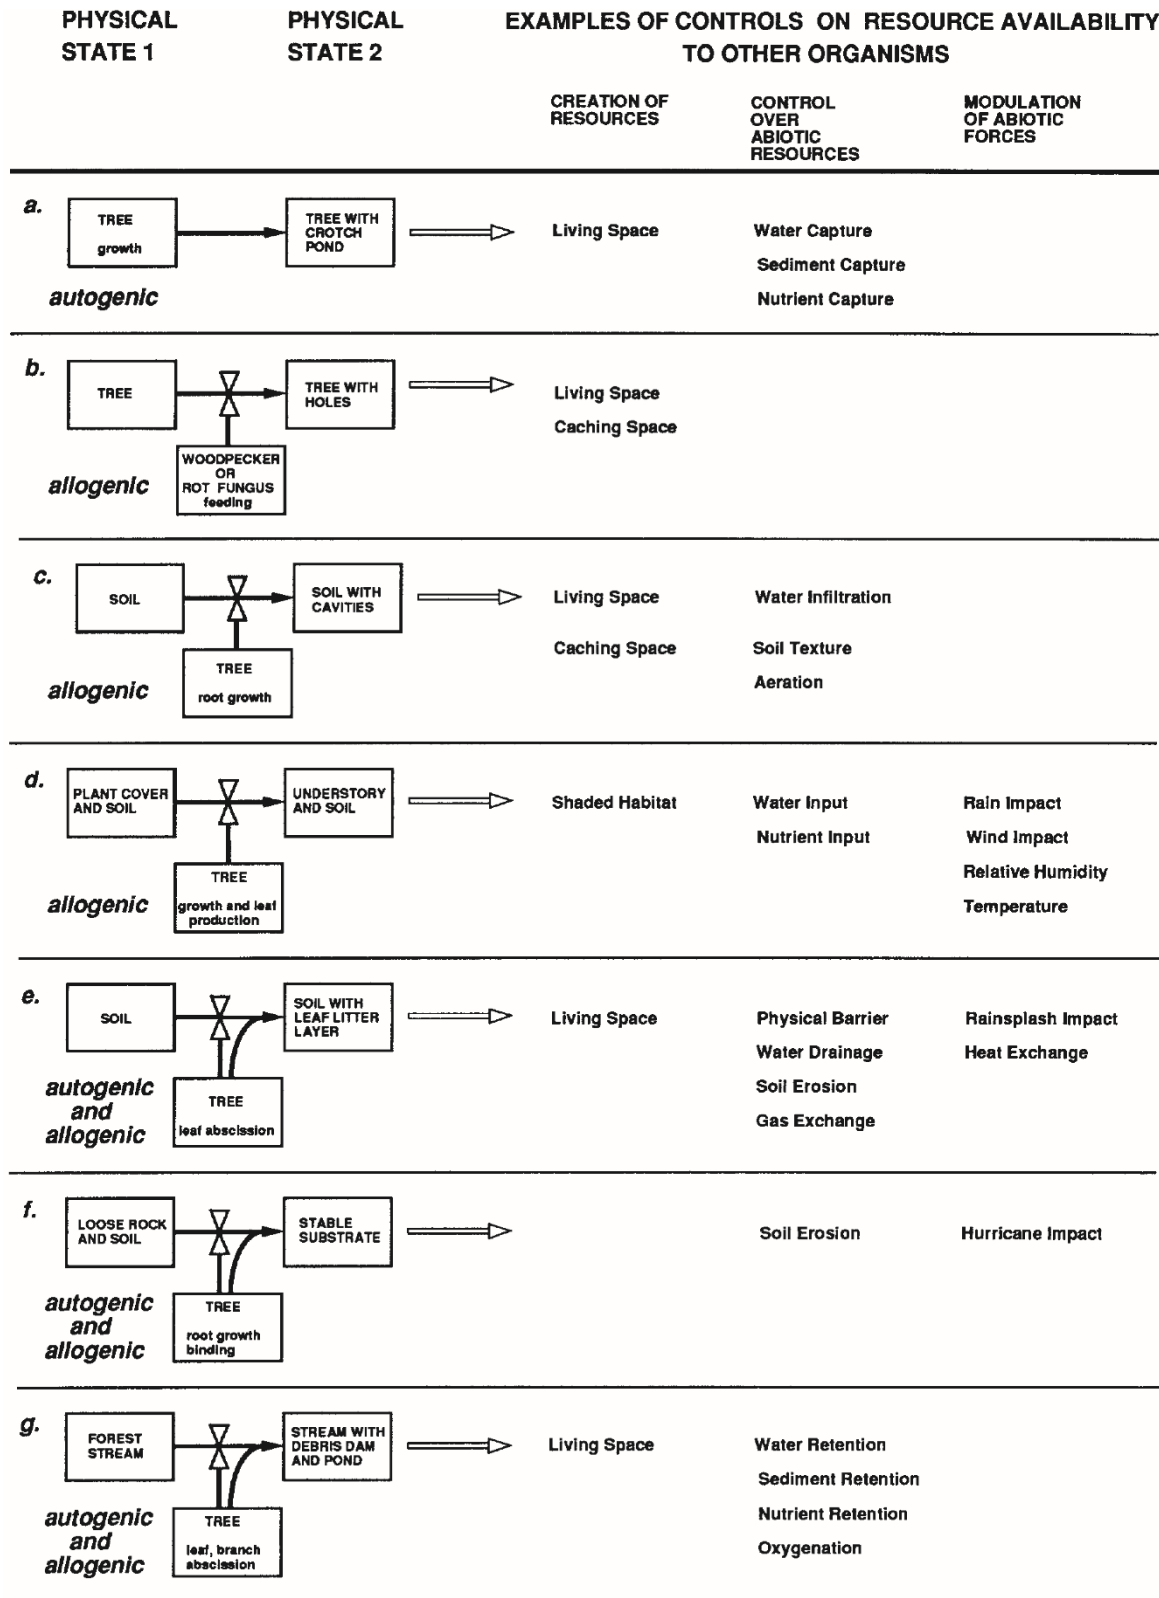 PHYSICAL
STATE 1
PHYSICAL
STATE 2
EXAMPLES OF CONTROLS ON RESOURCE AVAILABILITY
TO OTHER ORGANISMS
CREATION OF
RESOURCES
CONTROL
OVER
ABIOTIC
RESOURCES
MODULATION
OF ABIOTIC
FORCES
a.
TREE
growth
autogenic
TREE WITH
CROTCH
POND
Living Space
Water Capture
Sediment Capture
Nutrient Capture
b.
TREE
WOODPECKER
OR
ROT FUNGUS
feeding
allogenic
TREE WITH
HOLES
Living Space
Caching Space
c.
SOIL
TREE
root growth
allogenic
SOIL WITH
CAVITIES
Living Space
Caching Space
Water Infiltration
Soil Texture
Aeration
d.
PLANT COVER
AND SOIL
TREE
growth and leaf
production
allogenic
UNDERSTORY
AND SOIL
Shaded Habitat
Water Input
Nutrient Input
Rain Impact
Wind Impact
Relative Humidity
Temperature
e.
SOIL
TREE
leaf abscission
autogenic
and
allogenic
SOIL WITH
LEAF LITTER
LAYER
Living Space
Physical Barrier
Water Drainage
Soil Erosion
Gas Exchange
Rainsplash Impact
Heat Exchange
f.
LOOSE ROCK
AND SOIL
TREE
root growth
binding
autogenic
and
allogenic
STABLE
SUBSTRATE
Soil Erosion
Hurricane Impact
g.
FOREST
STREAM
TREE
leaf, branch
abscission
autogenic
and
allogenic
STREAM WITH
DEBRIS DAM
AND POND
Living Space
Water Retention
Sediment Retention
Nutrient Retention
Oxygenation